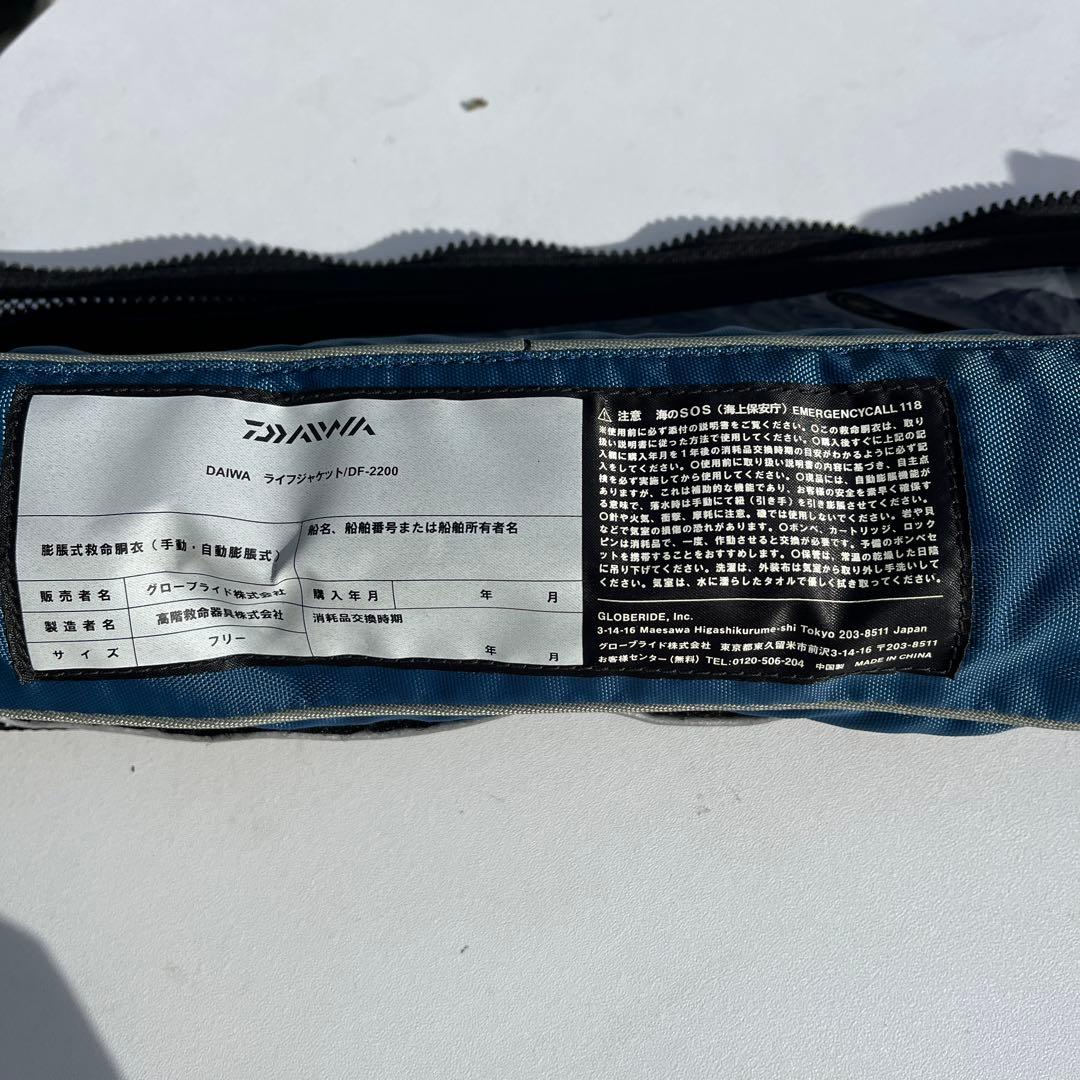 DAIWA
DAIWA ライフジャケット/DF-2200
膨脹式救命胴衣(手動・自動膨脹式)
船名、船舶番号または船舶所有者名
販売者名 グローブライド株式会社
購入年月 年 月
製造者名 高階救命器具株式会社
消耗品交換時期
年 月
サイズ フリー
⚠ 注意 海のSOS(海上保安庁)EMERGENCYCALL 118
※使用前に必ず添付の説明書をご覧ください。○この救命胴衣は、取り
扱い説明書に従った方法で使用してください。○購入後すぐに上記の記
入欄に購入年月を1年後の消耗品交換時期の目安がわかるように必ず記
入をしてください。○使用前に取り扱い説明書の内容に基づき、自主点
検を必ず実施してから使用してください。○現品には、自動膨脹機能が
ありますが、これは補助的な機能であり、お客様の安全を素早く確保す
る意味で、落水時は手動にて紐(引き手)を引き膨脹させてください。
○針や火気、衝撃、摩耗に注意。磯では使用しないでください。岩や貝
などで気室の損傷の恐れがあります。○ボンベ、カートリッジ、ロック
ピンは消耗品で、一度、作動させると交換が必要です。予備のボンベセ
ットを携帯することをおすすめします。○保管は、常温の乾燥した日陰
に吊り下げてください。洗濯は、外装布は気室から取り外し手洗いして
ください。気室は、水に濡らしたタオルで優しく拭き取ってください。
GLOBERIDE, Inc.
3-14-16 Maesawa Higashikurume-shi Tokyo 203-8511 Japan
グローブライド株式会社 東京都東久留米市前沢3-14-16 〒203-8511
お客様センター(無料) TEL:0120-506-204 中国製 MADE IN CHINA